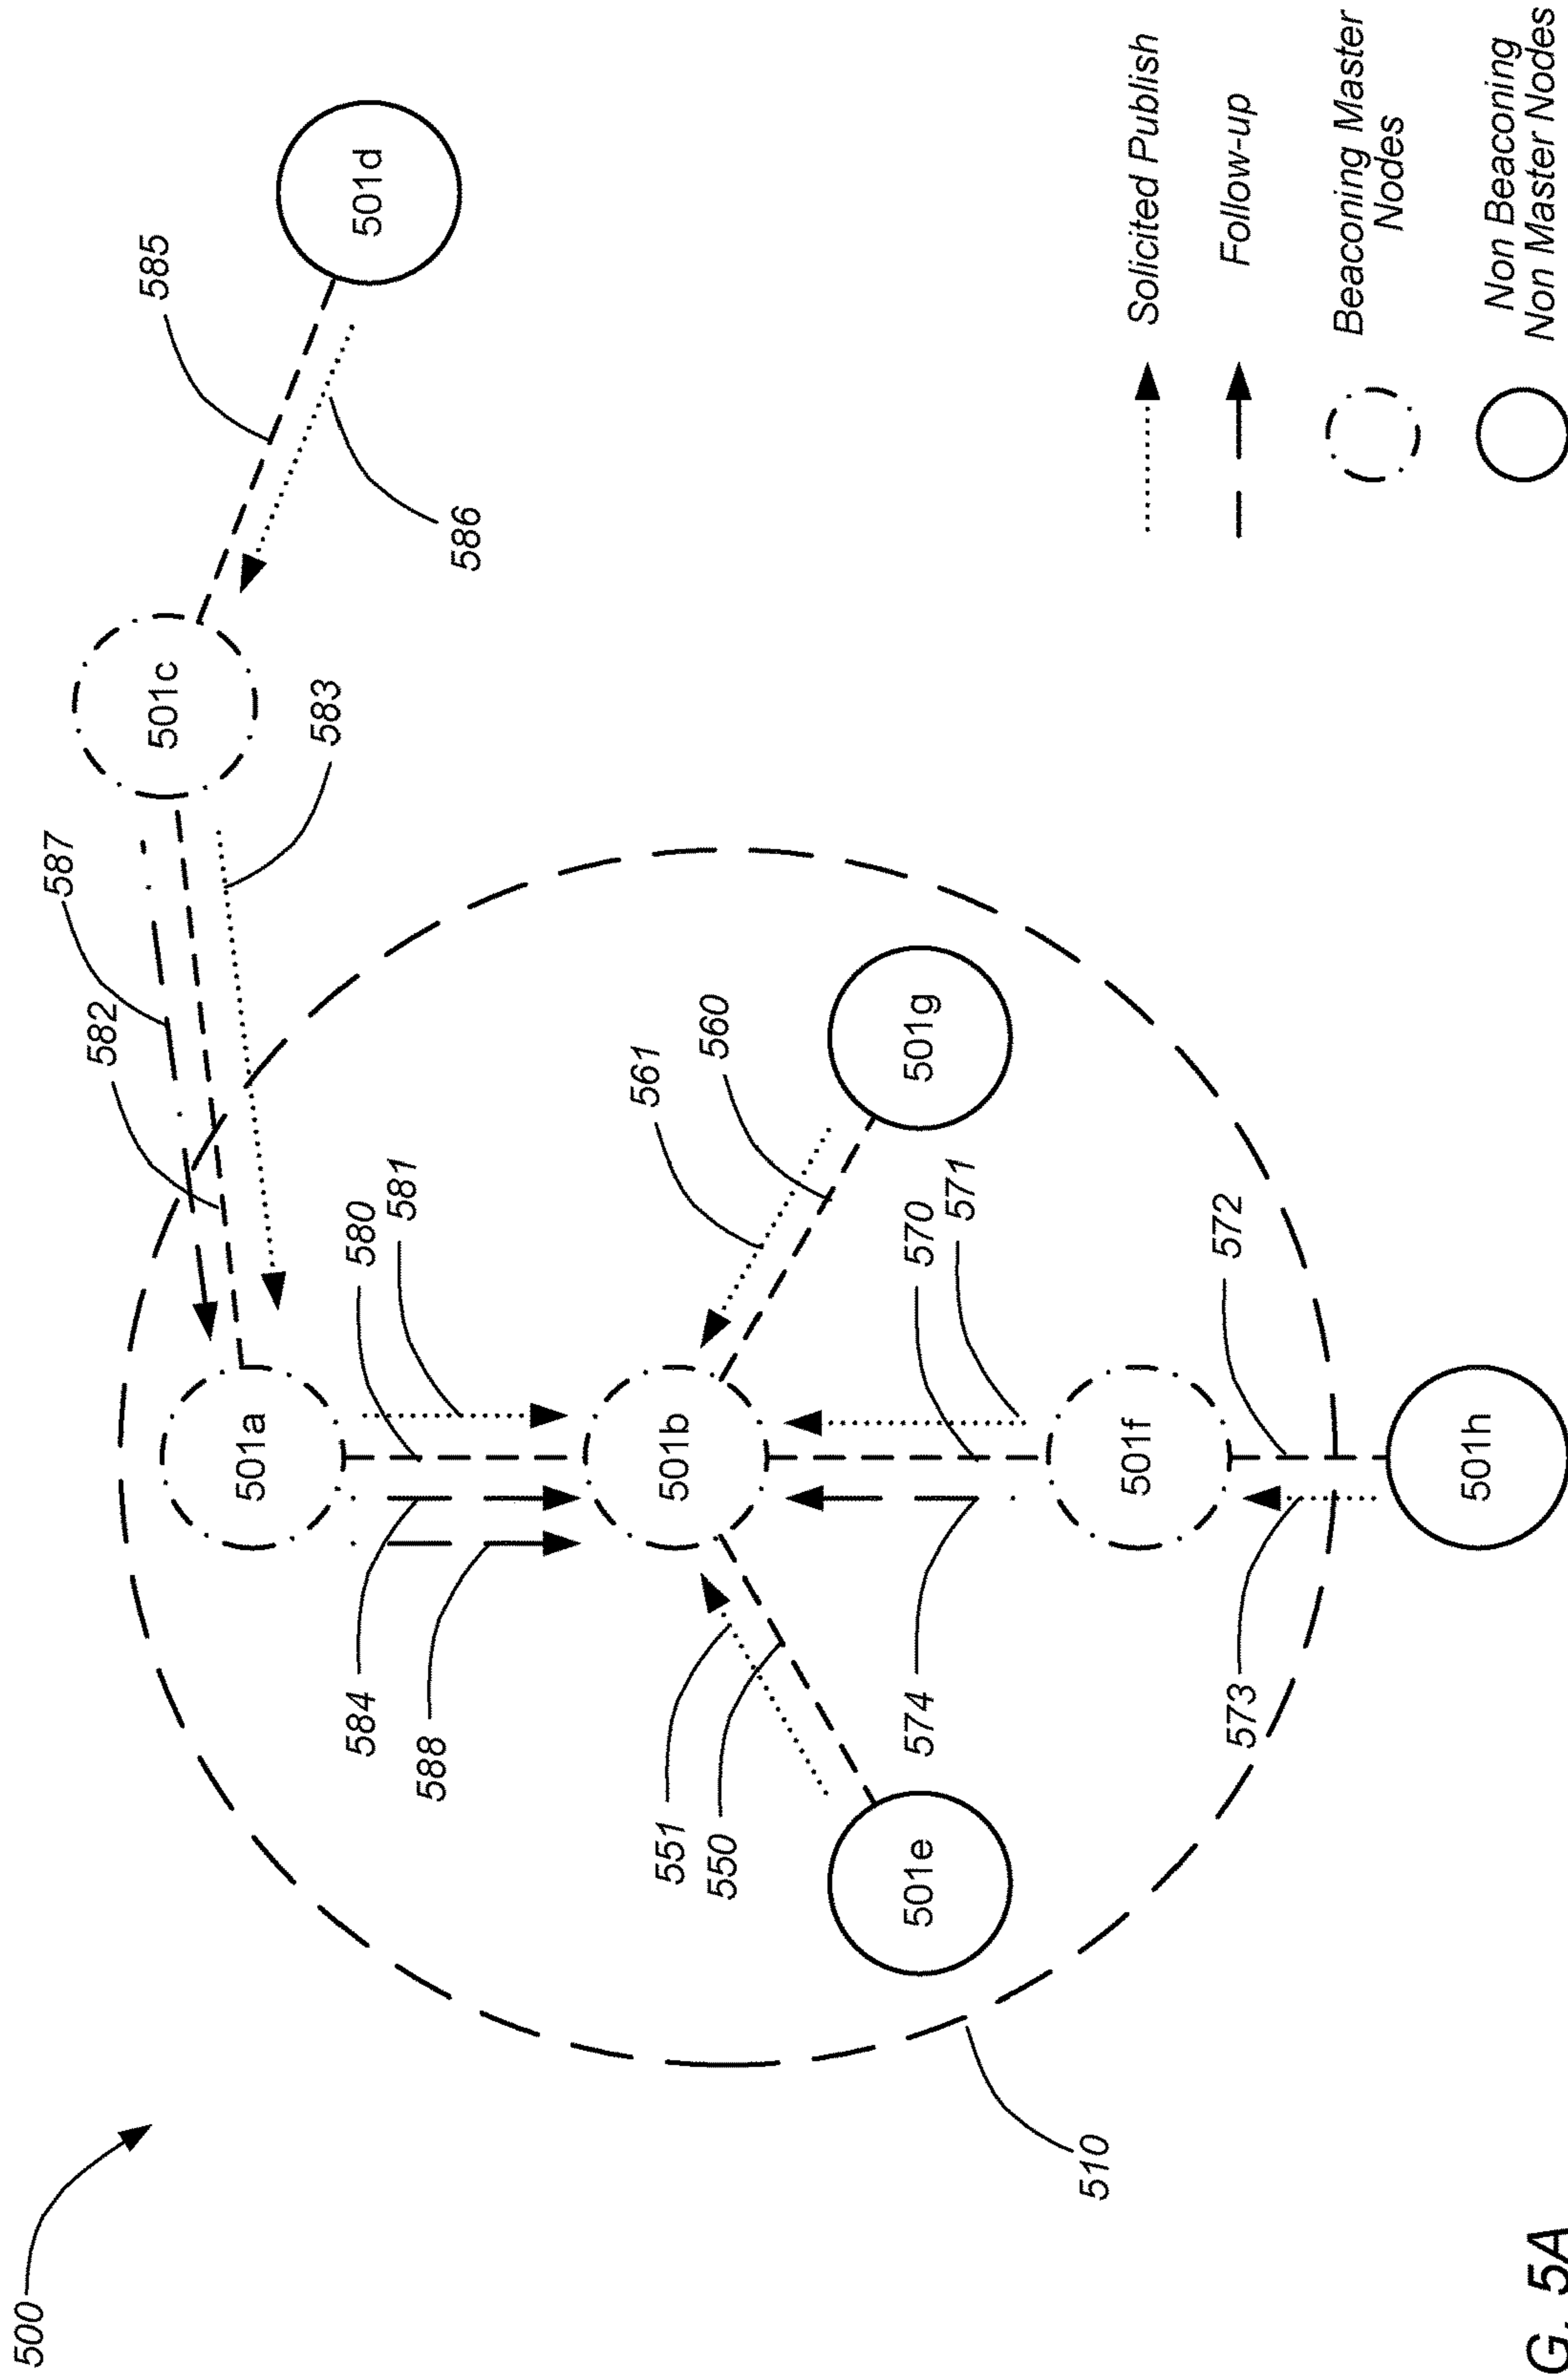 500
587
582
585
501c
501a
583
584
580
501d
581
588
586
561
551
501b
560
550
501e
574
570
501g
571
510
501f
Solicited Publish
573
572
Follow-up
Beaconing Master
Nodes
501h
Non Beaconing
Non Master Nodes
G. 5A